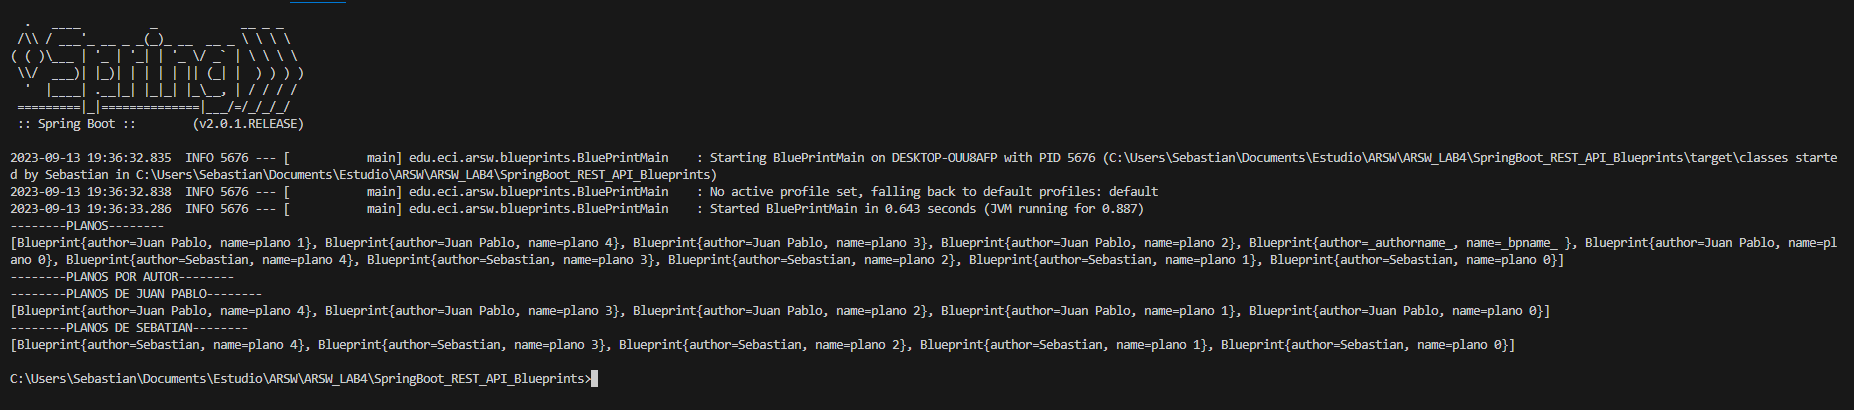 .   ____          _            __ _ _
 /\\ / ___'_ __ _ _(_)_ __  __ _ \ \ \ \
( ( )\___ | '_ | '_| | '_ \/ _` | \ \ \ \
 \\/  ___)| |_)| | | | | || (_| |  ) ) ) )
  '  |____| .__|_| |_|_| |_\__, | / / / /
 =========|_|==============|___/=/_/_/_/
 :: Spring Boot ::        (v2.0.1.RELEASE)
2023-09-13 19:36:32.835  INFO 5676 --- [           main] edu.eci.arsw.blueprints.BluePrintMain    : Starting BluePrintMain on DESKTOP-OUU8AFP with PID 5676 (C:\Users\Sebastian\Documents\Estudio\ARSW\ARSW_LAB4\SpringBoot_REST_API_Blueprints\target\classes starte
d by Sebastian in C:\Users\Sebastian\Documents\Estudio\ARSW\ARSW_LAB4\SpringBoot_REST_API_Blueprints)
2023-09-13 19:36:32.838  INFO 5676 --- [           main] edu.eci.arsw.blueprints.BluePrintMain    : No active profile set, falling back to default profiles: default
2023-09-13 19:36:33.286  INFO 5676 --- [           main] edu.eci.arsw.blueprints.BluePrintMain    : Started BluePrintMain in 0.643 seconds (JVM running for 0.887)
--------PLANOS--------
[Blueprint{author=Juan Pablo, name=plano 1}, Blueprint{author=Juan Pablo, name=plano 4}, Blueprint{author=Juan Pablo, name=plano 3}, Blueprint{author=Juan Pablo, name=plano 2}, Blueprint{author=_authorname_, name=_bpname_ }, Blueprint{author=Juan Pablo, name=pl
ano 0}, Blueprint{author=Sebastian, name=plano 4}, Blueprint{author=Sebastian, name=plano 3}, Blueprint{author=Sebastian, name=plano 2}, Blueprint{author=Sebastian, name=plano 1}, Blueprint{author=Sebastian, name=plano 0}]
--------PLANOS POR AUTOR--------
--------PLANOS DE JUAN PABLO--------
[Blueprint{author=Juan Pablo, name=plano 4}, Blueprint{author=Juan Pablo, name=plano 3}, Blueprint{author=Juan Pablo, name=plano 2}, Blueprint{author=Juan Pablo, name=plano 1}, Blueprint{author=Juan Pablo, name=plano 0}]
--------PLANOS DE SEBATIAN--------
[Blueprint{author=Sebastian, name=plano 4}, Blueprint{author=Sebastian, name=plano 3}, Blueprint{author=Sebastian, name=plano 2}, Blueprint{author=Sebastian, name=plano 1}, Blueprint{author=Sebastian, name=plano 0}]
C:\Users\Sebastian\Documents\Estudio\ARSW\ARSW_LAB4\SpringBoot_REST_API_Blueprints>